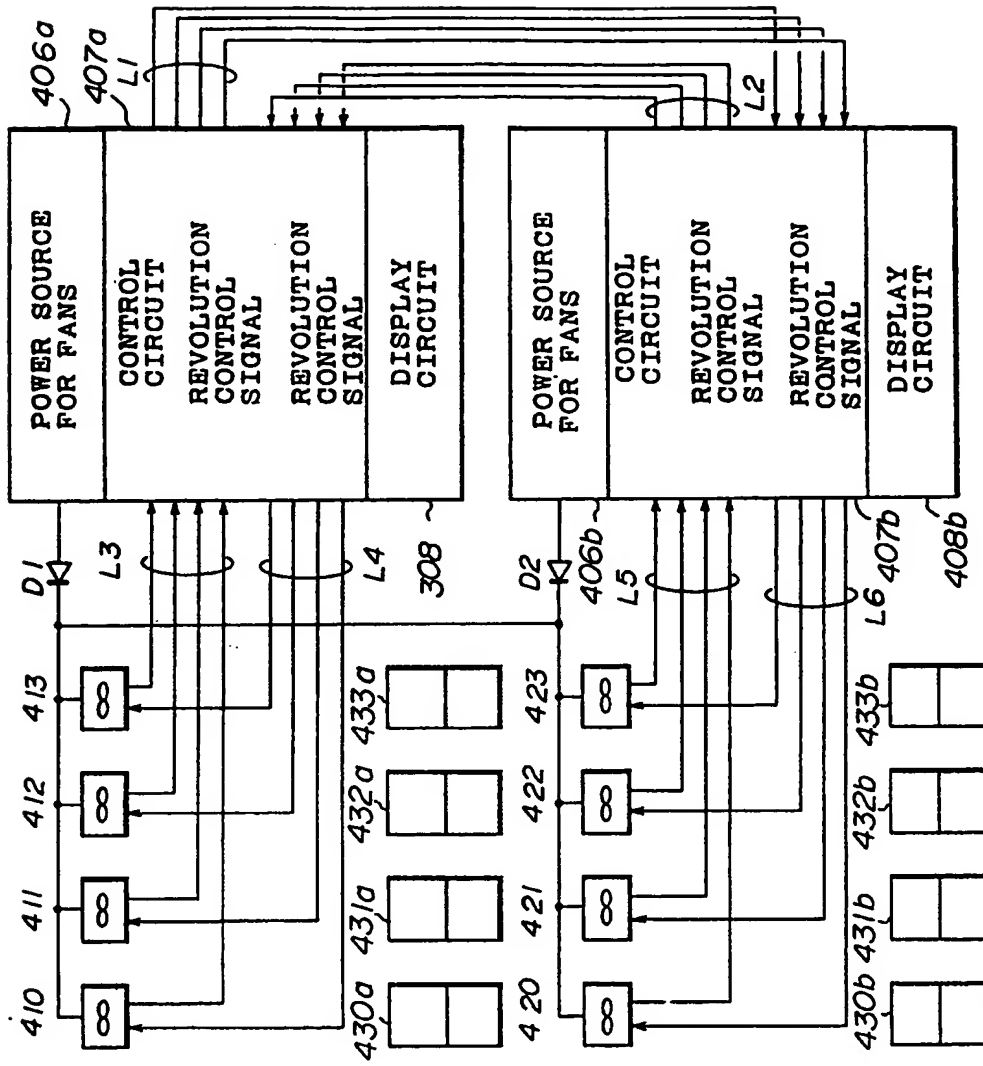 406a
407a
L1
POWER SOURCE
FOR FANS
CONTROL
CIRCUIT
REVOLUTION
CONTROL
SIGNAL
REVOLUTION
CONTROL
SIGNAL
DISPLAY
CIRCUIT
D1
L3
L4
308
413
412
411
410
433a
432a
431a
430a
L2
POWER SOURCE
FOR FANS
CONTROL
CIRCUIT
REVOLUTION
CONTROL
SIGNAL
REVOLUTION
CONTROL
SIGNAL
DISPLAY
CIRCUIT
D2
406b
L5
L6
407b
408b
423
422
421
420
433b
432b
431b
430b